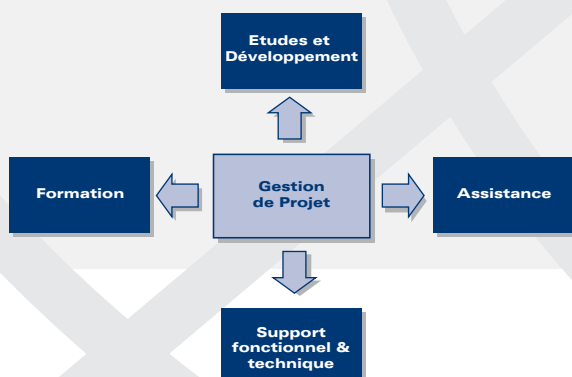 Etudes et
Développement
Formation
Gestion
de Projet
Assistance
Support
fonctionnel &
technique